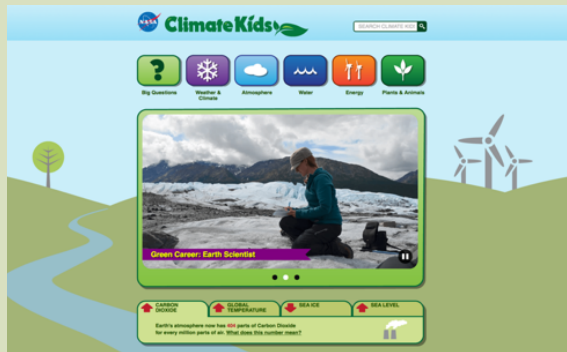 NASA
ClimateKids
SEARCH CLIMATE KIDS
Big Questions
Weather &
Climate
Atmosphere
Water
Energy
Plants & Animals
Green Career: Earth Scientist
CARBON
DIOXIDE
GLOBAL
TEMPERATURE
SEA ICE
SEA LEVEL
Earth's atmosphere now has 404 parts of Carbon Dioxide
for every million parts of air. What does this number mean?